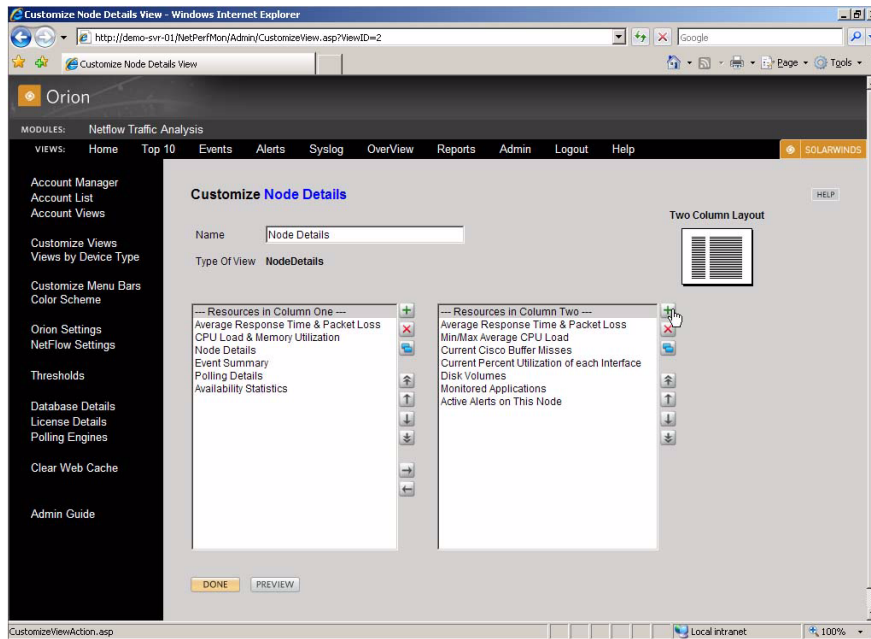 Customize Node Details View - Windows Internet Explorer
http://demo-svr-01/NetPerfMon/Admin/CustomizeView.asp?ViewID=2
Google
Customize Node Details View
Page
Tools
Orion
MODULES: Netflow Traffic Analysis
VIEWS: Home Top 10 Events Alerts Syslog OverView Reports Admin Logout Help
SOLARWINDS
Account Manager
Account List
Account Views
Customize Views
Views by Device Type
Customize Menu Bars
Color Scheme
Orion Settings
NetFlow Settings
Thresholds
Database Details
License Details
Polling Engines
Clear Web Cache
Admin Guide
Customize Node Details
HELP
Two Column Layout
Name Node Details
Type Of View NodeDetails
--- Resources in Column One ---
Average Response Time & Packet Loss
CPU Load & Memory Utilization
Node Details
Event Summary
Polling Details
Availability Statistics
--- Resources in Column Two ---
Average Response Time & Packet Loss
Min/Max Average CPU Load
Current Cisco Buffer Misses
Current Percent Utilization of each Interface
Disk Volumes
Monitored Applications
Active Alerts on This Node
DONE PREVIEW
CustomizeViewAction.asp
Local intranet
100%